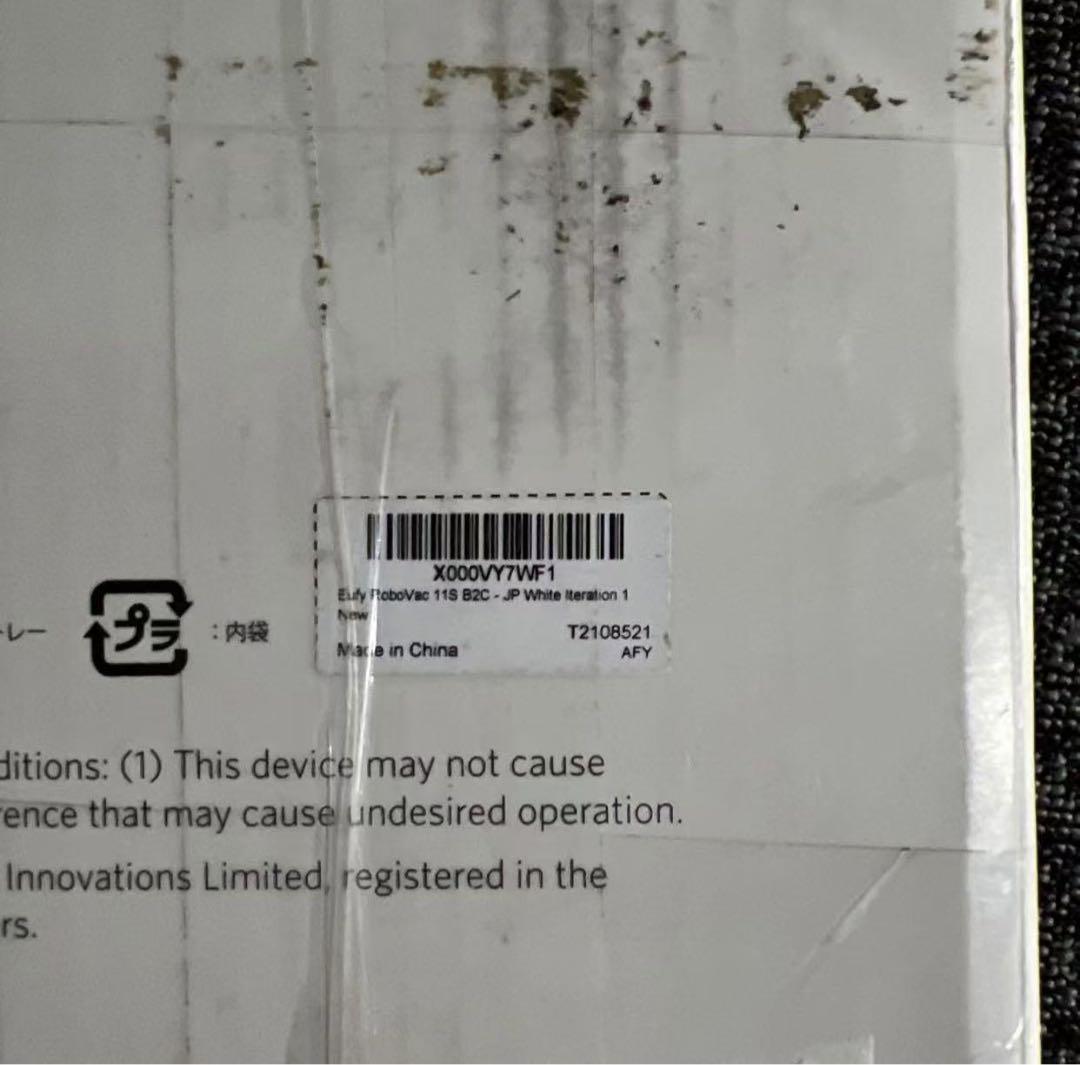 X000VY7WF1
Eufy RoboVac 11S B2C - JP White Iteration 1
New
T2108521
Made in China
AFY
トレー
プラ
:内袋
ditions: (1) This device may not cause
ence that may cause undesired operation.
Innovations Limited, registered in the
rs.